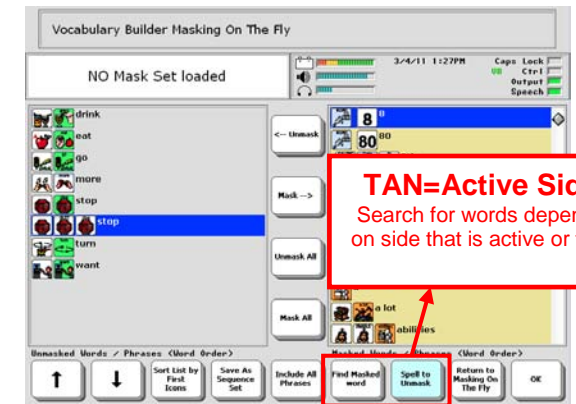 Vocabulary Builder Masking On The Fly
NO Mask Set loaded
3/4/11 1:27PM
Caps Lock
VB Ctrl
Output
Speech
drink
eat
go
more
stop
stop
turn
want
<-- Unmask
Mask -->
Unmask All
Mask All
8 8
80 80
TAN=Active Sid
Search for words depen
on side that is active or
a lot
abilities
Unmasked Words / Phrases (Word Order)
Masked Words / Phrases (Word Order)
Sort List by First Icons
Save As Sequence Set
Include All Phrases
Find Masked word
Spell to Unmask
Return to Masking On The Fly
OK